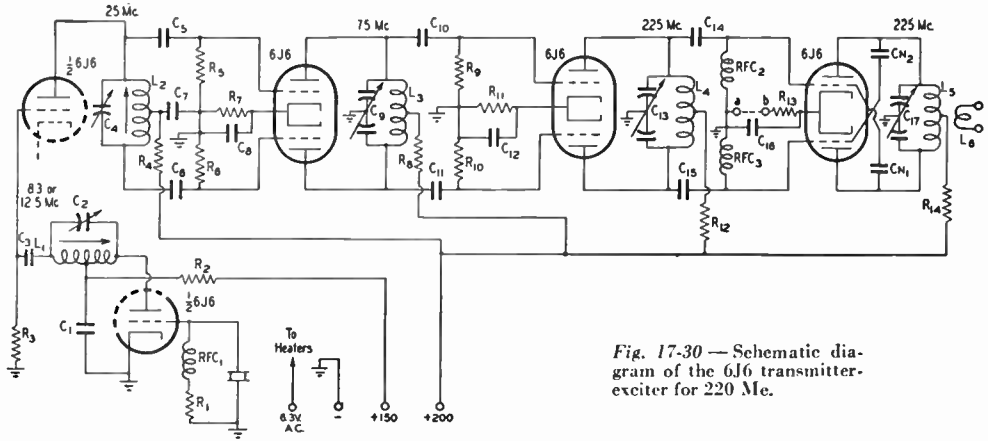 25 Mc.
75 Mc.
225 Mc.
225 Mc.
C5
C10
C14
½ 6J6
6J6
6J6
6J6
CN2
L2
R5
R9
RFC2
L5
C7
R7
L3
R11
L4
a
b
R13
C4
C8
C9
C12
C13
C16
C17
R4
R6
R8
R10
RFC3
L6
C6
C11
C15
CN1
R14
8.3 or
12.5 Mc
C2
R12
C3
L1
R2
½ 6J6
R3
C1
RFC1
R1
To
Heaters
6.3V.
A.C.
-
+150
+200
Fig. 17-30 — Schematic dia-
gram of the 6J6 transmitter-
exciter for 220 Mc.